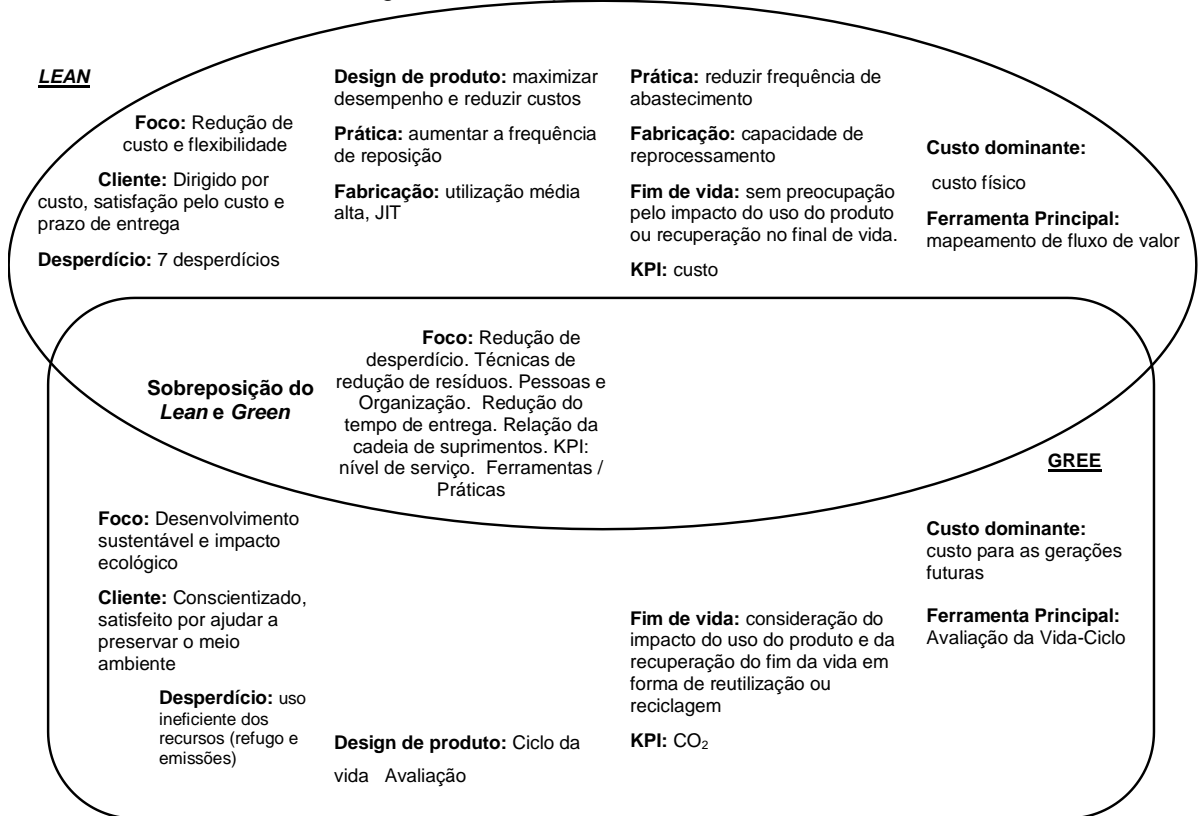 LEAN
Foco: Redução de
custo e flexibilidade
Cliente: Dirigido por
custo, satisfação pelo custo e
prazo de entrega
Desperdício: 7 desperdícios
Design de produto: maximizar
desempenho e reduzir custos
Prática: aumentar a frequência
de reposição
Fabricação: utilização média
alta, JIT
Prática: reduzir frequência de
abastecimento
Fabricação: capacidade de
reprocessamento
Fim de vida: sem preocupação
pelo impacto do uso do produto
ou recuperação no final de vida.
KPI: custo
Custo dominante:
custo físico
Ferramenta Principal:
mapeamento de fluxo de valor
Sobreposição do
Lean e Green
Foco: Redução de
desperdício. Técnicas de
redução de resíduos. Pessoas e
Organização. Redução do
tempo de entrega. Relação da
cadeia de suprimentos. KPI:
nível de serviço. Ferramentas /
Práticas
GREE
Foco: Desenvolvimento
sustentável e impacto
ecológico
Cliente: Conscientizado,
satisfeito por ajudar a
preservar o meio
ambiente
Desperdício: uso
ineficiente dos
recursos (refugo e
emissões)
Design de produto: Ciclo da
vida Avaliação
Fim de vida: consideração do
impacto do uso do produto e da
recuperação do fim da vida em
forma de reutilização ou
reciclagem
KPI: CO₂
Custo dominante:
custo para as gerações
futuras
Ferramenta Principal:
Avaliação da Vida-Ciclo